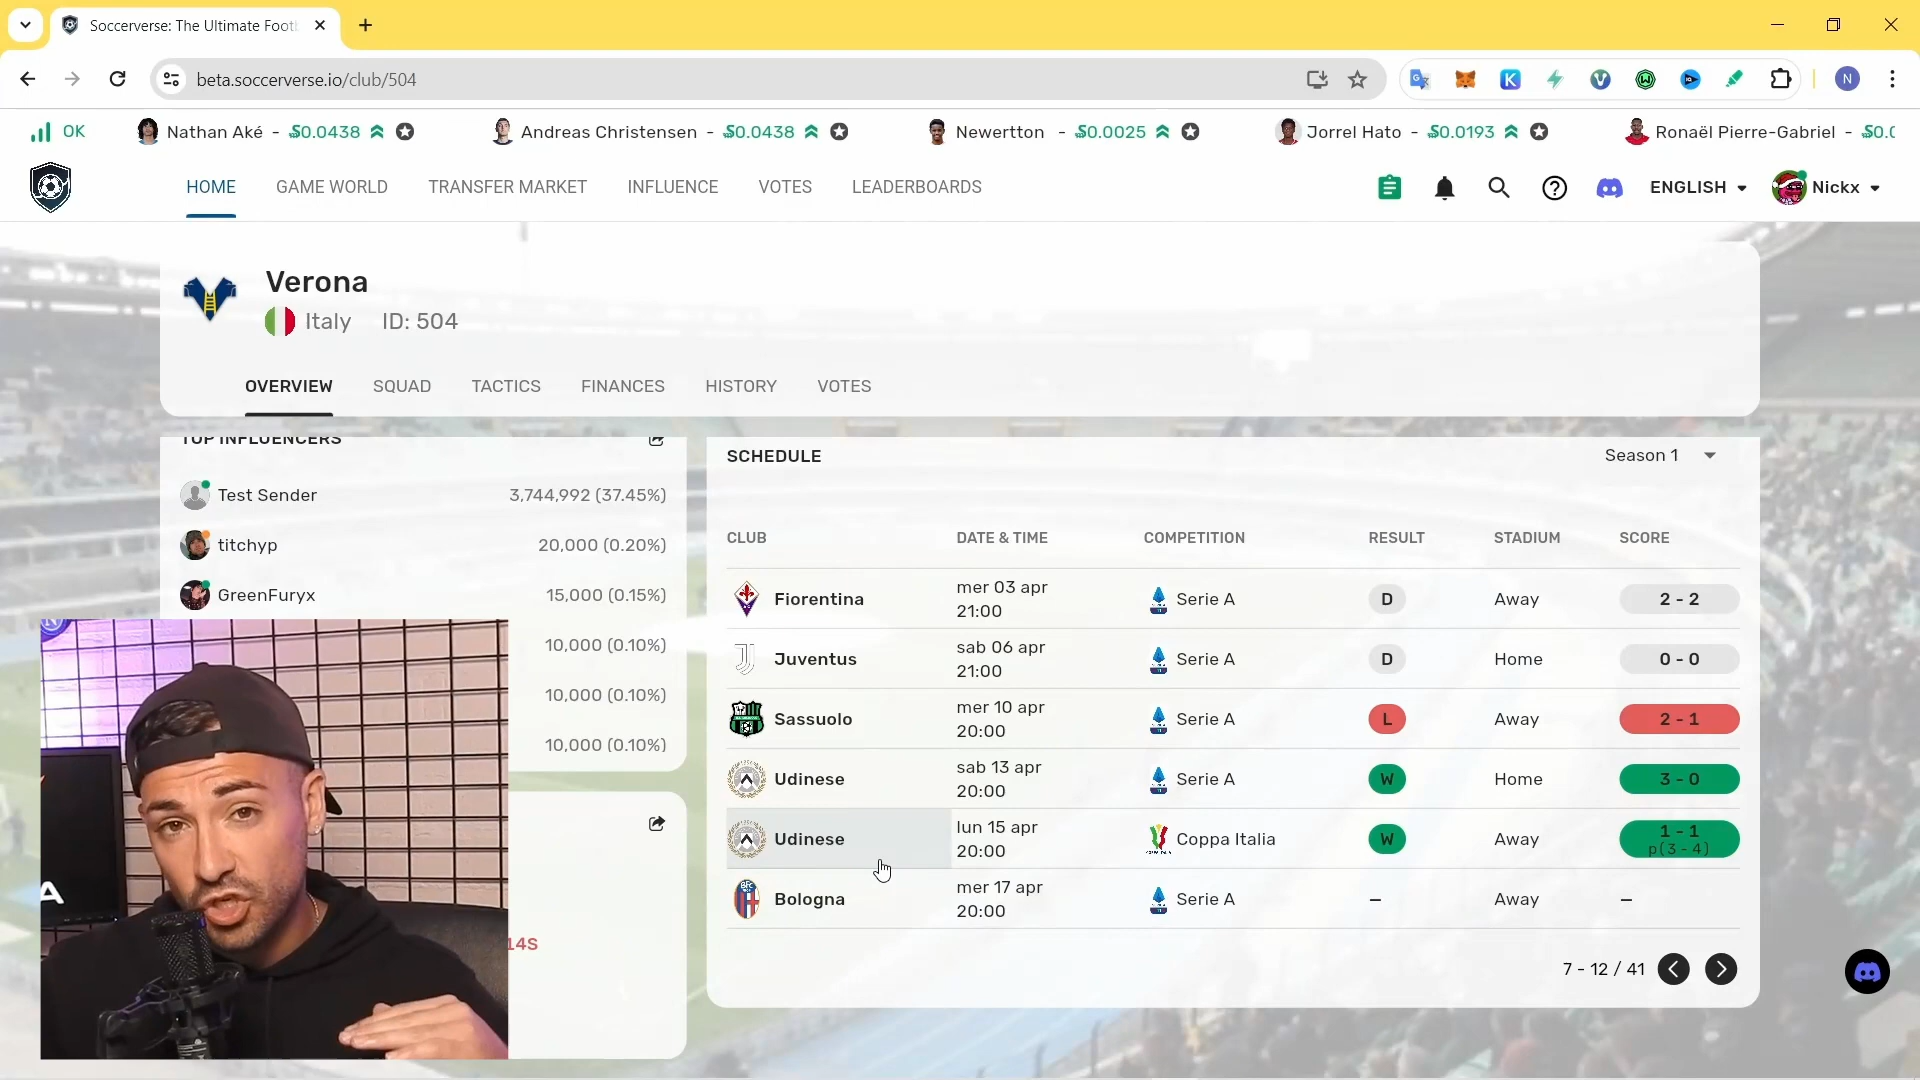 Soccerverse: The Ultimate Footb
beta.soccerverse.io/club/504
N
OK
Nathan Aké - $0.0438
Andreas Christensen - $0.0438
Newertton - $0.0025
Jorrel Hato - $0.0193
Ronaël Pierre-Gabriel - $0.0
HOME
GAME WORLD
TRANSFER MARKET
INFLUENCE
VOTES
LEADERBOARDS
ENGLISH
Nickx
Verona
Italy ID: 504
OVERVIEW
SQUAD
TACTICS
FINANCES
HISTORY
VOTES
TOP INFLUENCERS
Test Sender 3,744,992 (37.45%)
titchyp 20,000 (0.20%)
GreenFuryx 15,000 (0.15%)
10,000 (0.10%)
10,000 (0.10%)
10,000 (0.10%)
14S
A
SCHEDULE
Season 1
CLUB DATE & TIME COMPETITION RESULT STADIUM SCORE
Fiorentina mer 03 apr 21:00 Serie A D Away 2 - 2
Juventus sab 06 apr 21:00 Serie A D Home 0 - 0
Sassuolo mer 10 apr 20:00 Serie A L Away 2 - 1
Udinese sab 13 apr 20:00 Serie A W Home 3 - 0
Udinese lun 15 apr 20:00 Coppa Italia W Away 1 - 1 p(3 - 4)
Bologna mer 17 apr 20:00 Serie A – Away –
7 - 12 / 41